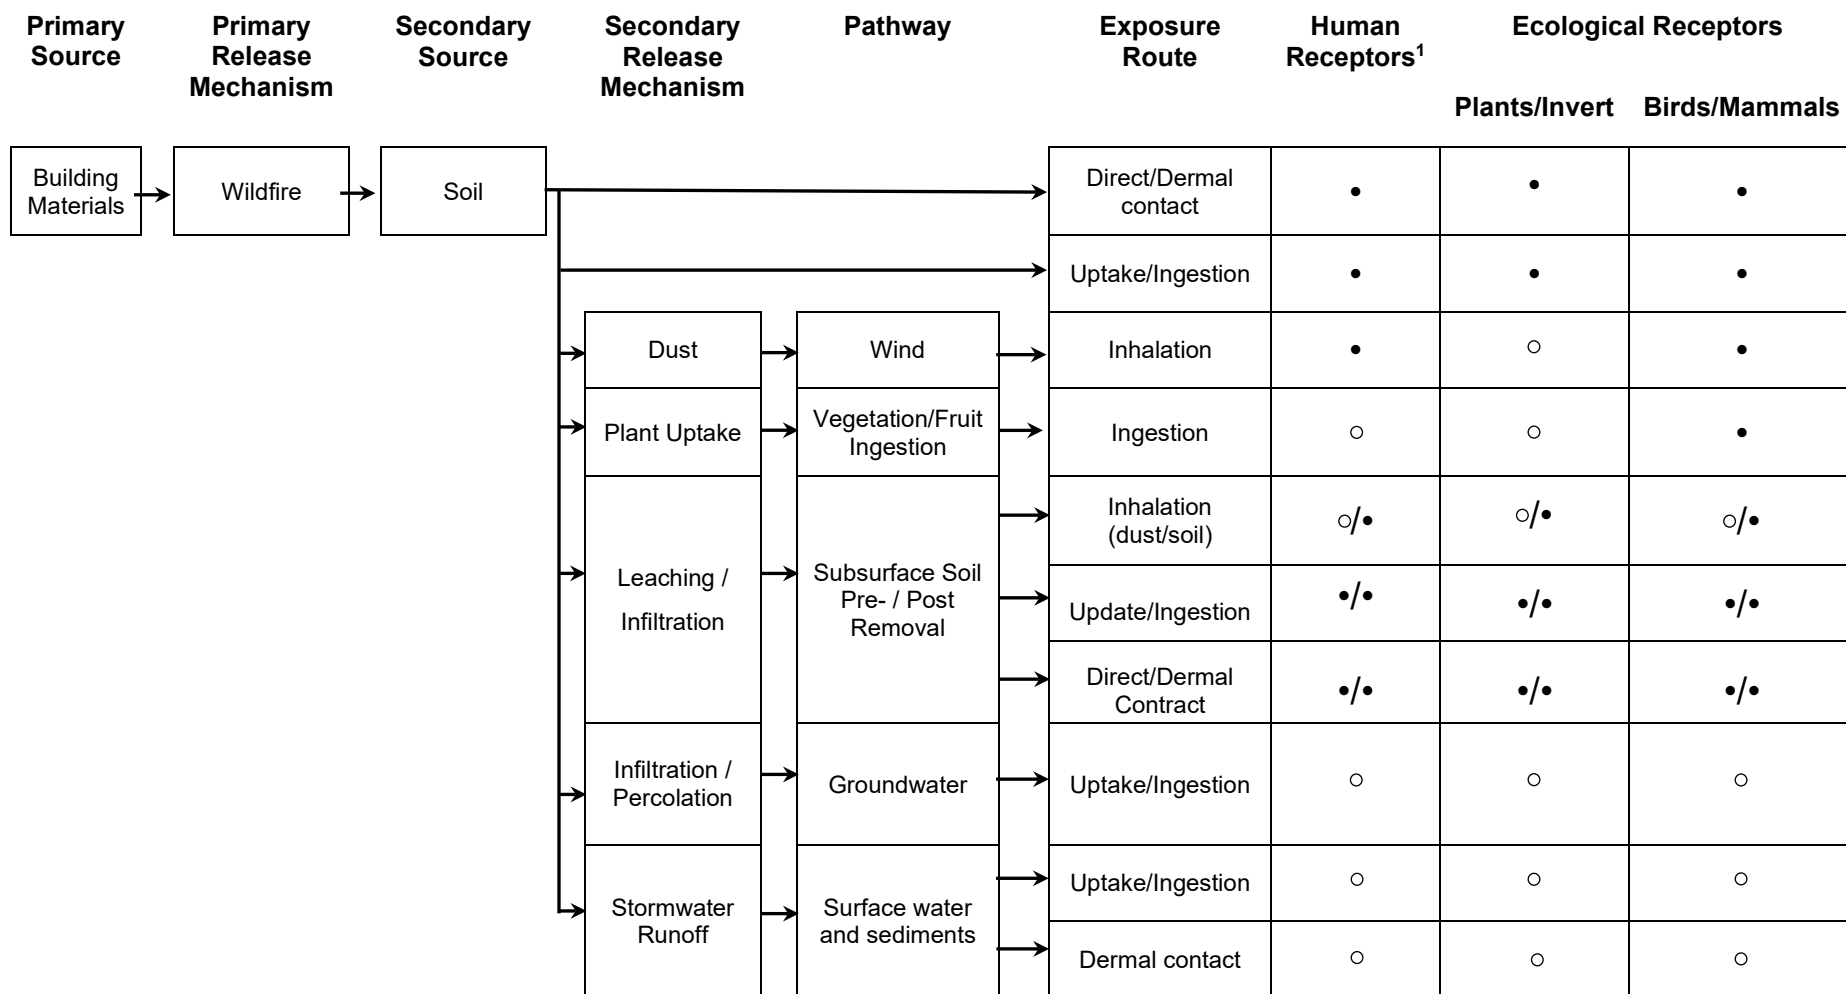 Primary
Source
Primary
Release
Mechanism
Secondary
Source
Secondary
Release
Mechanism
Pathway
Exposure
Route
Human
Receptors¹
Ecological Receptors
Plants/Invert
Birds/Mammals
Building
Materials
Wildfire
Soil
Direct/Dermal
contact
•
•
•
Uptake/Ingestion
•
•
•
Dust
Wind
Inhalation
•
○
•
Plant Uptake
Vegetation/Fruit
Ingestion
Ingestion
○
○
•
Leaching /
Infiltration
Subsurface Soil
Pre- / Post
Removal
Inhalation
(dust/soil)
○/•
○/•
○/•
Update/Ingestion
•/•
•/•
•/•
Direct/Dermal
Contract
•/•
•/•
•/•
Infiltration /
Percolation
Groundwater
Uptake/Ingestion
○
○
○
Stormwater
Runoff
Surface water
and sediments
Uptake/Ingestion
○
○
○
Dermal contact
○
○
○